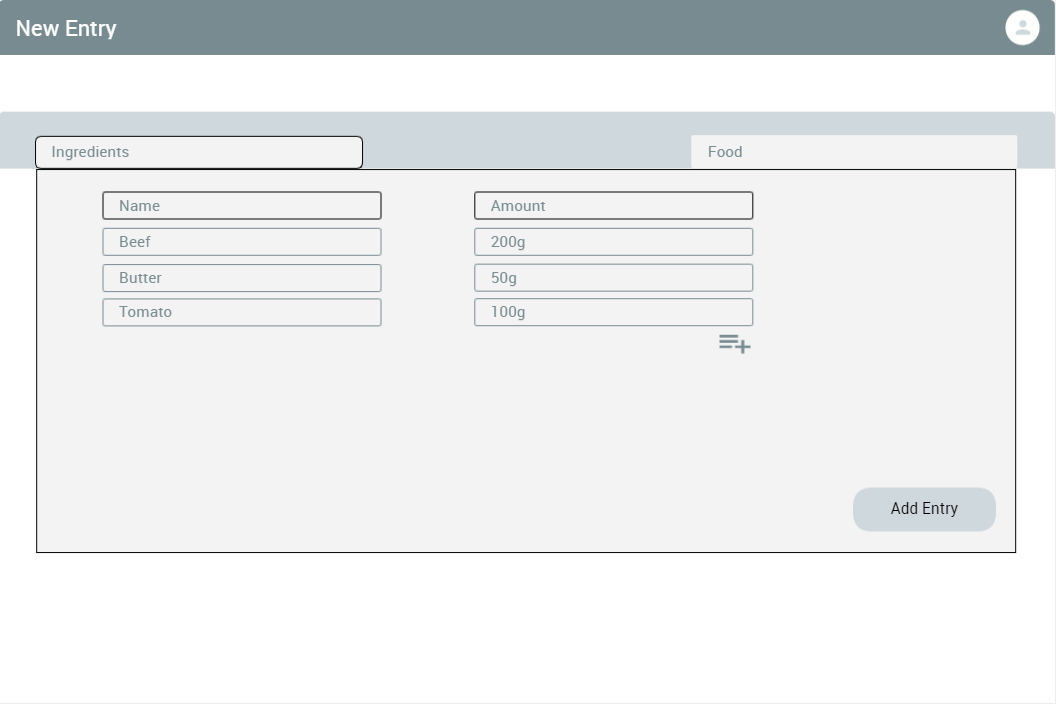 New Entry
Ingredients
Food
Name
Amount
Beef
200g
Butter
50g
Tomato
100g
Add Entry